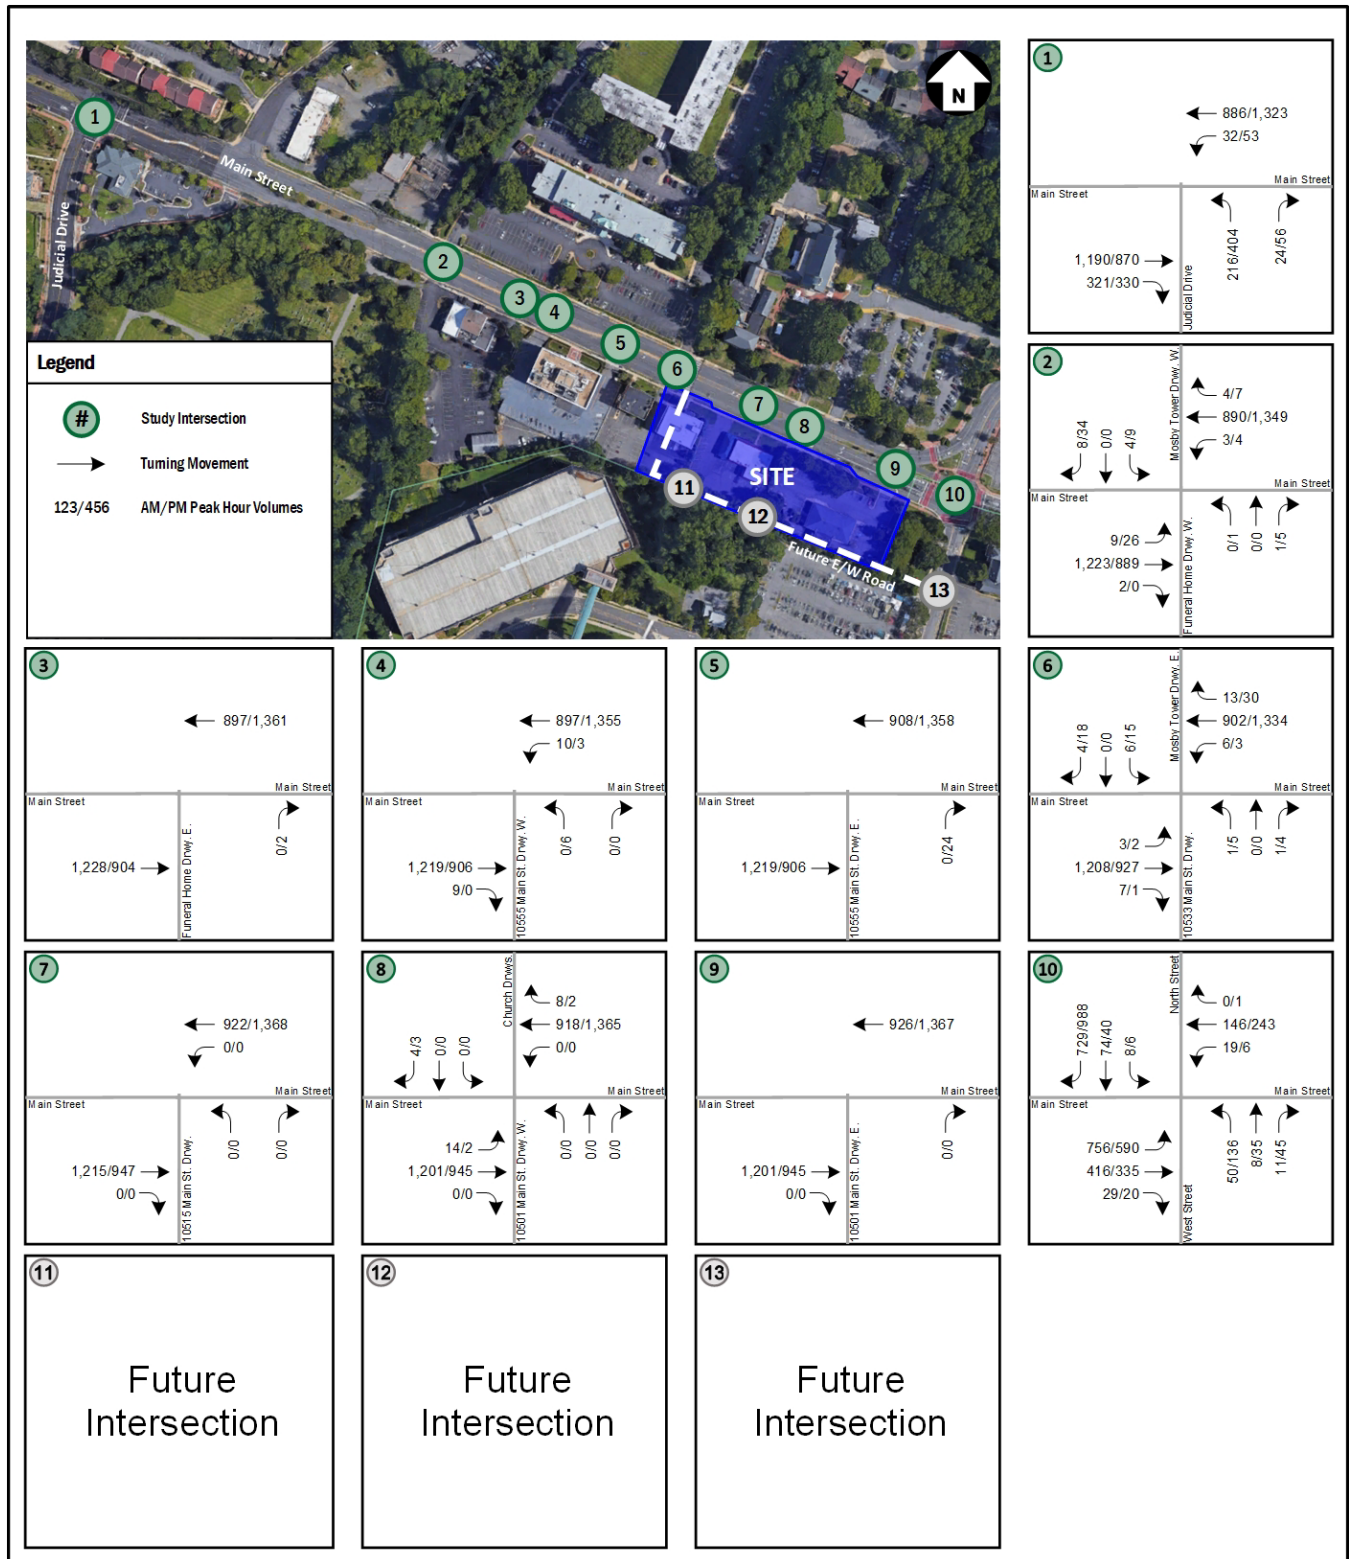 1
Main Street
Judicial Drive
2
3
4
5
6
7
8
9
10
11
12
13
SITE
Future E/W Road
N
Legend
#
Study Intersection
Turning Movement
123/456
AM/PM Peak Hour Volumes
1
886/1,323
32/53
Main Street
Main Street
1,190/870
321/330
Judicial Drive
216/404
24/56
2
Mosby Tower Drwy. W.
8/34
0/0
4/9
4/7
890/1,349
3/4
Main Street
Main Street
9/26
1,223/889
2/0
Funeral Home Drwy. W.
0/1
0/0
1/5
3
897/1,361
Main Street
Main Street
1,228/904
Funeral Home Drwy. E.
0/2
4
897/1,355
10/3
Main Street
Main Street
1,219/906
9/0
10555 Main St. Drwy. W.
0/6
0/0
5
908/1,358
Main Street
Main Street
1,219/906
10555 Main St. Drwy. E.
0/24
6
Mosby Tower Drwy. E.
4/18
0/0
6/15
13/30
902/1,334
6/3
Main Street
Main Street
3/2
1,208/927
7/1
10533 Main St. Drwy.
1/5
0/0
1/4
7
922/1,368
0/0
Main Street
Main Street
1,215/947
0/0
10515 Main St. Drwy.
0/0
0/0
8
Church Drwys.
4/3
0/0
0/0
8/2
918/1,365
0/0
Main Street
Main Street
14/2
1,201/945
0/0
10501 Main St. Drwy. W.
0/0
0/0
0/0
9
926/1,367
Main Street
Main Street
1,201/945
0/0
10501 Main St. Drwy. E.
0/0
10
North Street
729/988
74/40
8/6
0/1
146/243
19/6
Main Street
Main Street
756/590
416/335
29/20
West Street
50/136
8/35
11/45
11
Future
Intersection
12
Future
Intersection
13
Future
Intersection